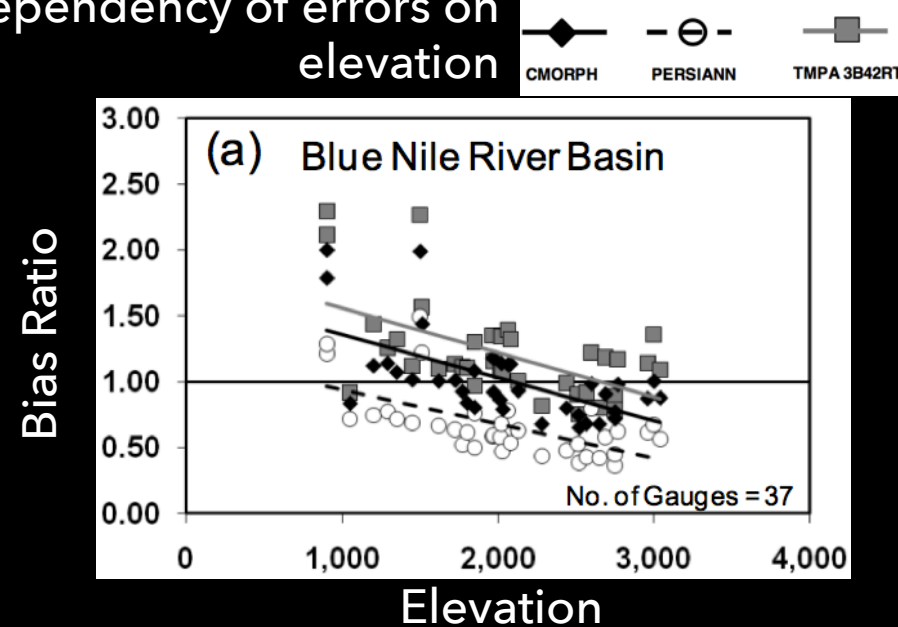 ependency of errors on
elevation
CMORPH PERSIANN TMPA 3B42RT
3.00
(a) Blue Nile River Basin
2.50
2.00
1.50
1.00
0.50
No. of Gauges = 37
0.00
0 1,000 2,000 3,000 4,000
Bias Ratio
Elevation